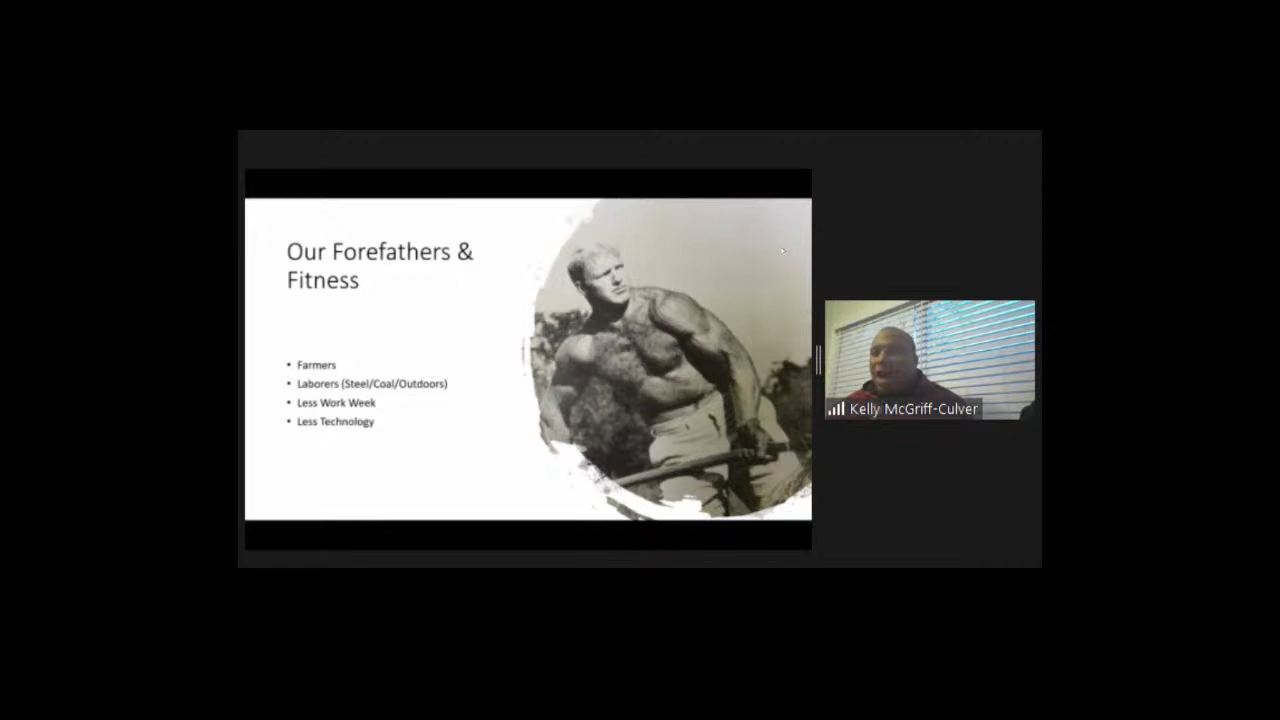 Our Forefathers &
Fitness
• Farmers
• Laborers (Steel/Coal/Outdoors)
• Less Work Week
• Less Technology
Kelly McGriff-Culver